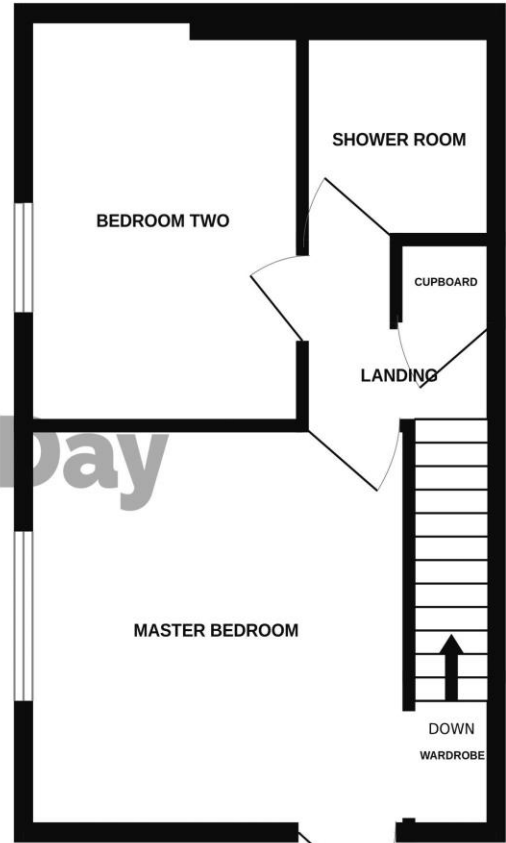 SHOWER ROOM
BEDROOM TWO
CUPBOARD
LANDING
Day
MASTER BEDROOM
DOWN
WARDROBE